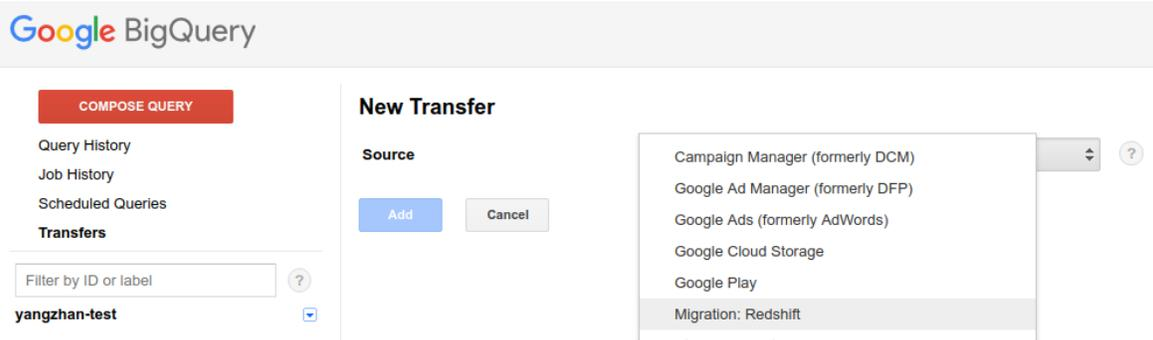 Google BigQuery
COMPOSE QUERY
Query History
Job History
Scheduled Queries
Transfers
Filter by ID or label
?
yangzhan-test
New Transfer
Source
Add
Cancel
Campaign Manager (formerly DCM)
Google Ad Manager (formerly DFP)
Google Ads (formerly AdWords)
Google Cloud Storage
Google Play
Migration: Redshift
?